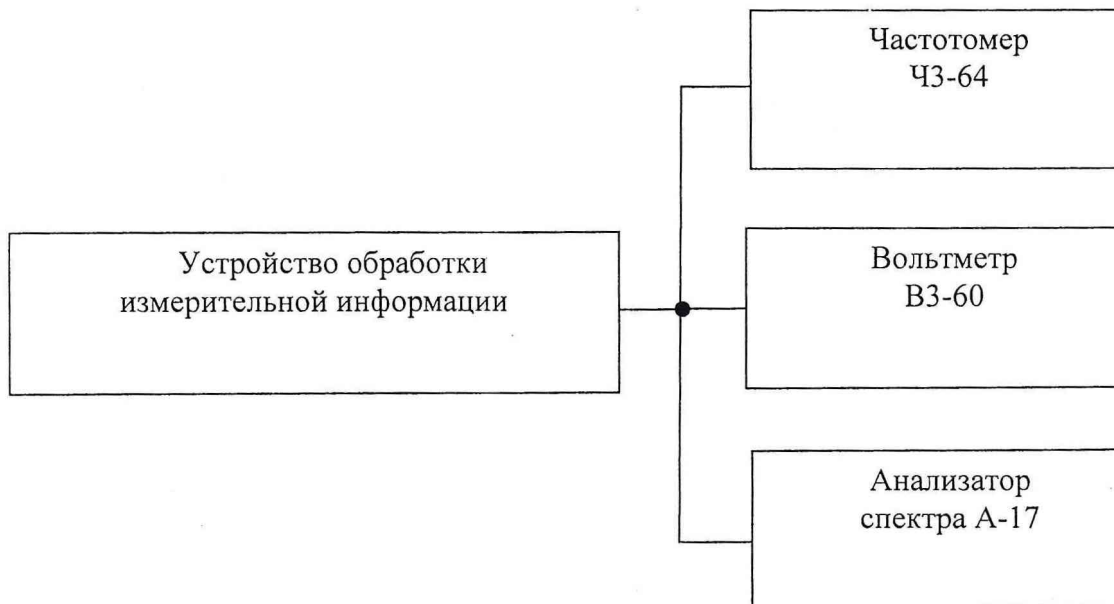 Частотомер
Ч3-64
Устройство обработки
измерительной информации
Вольтметр
В3-60
Анализатор
спектра А-17